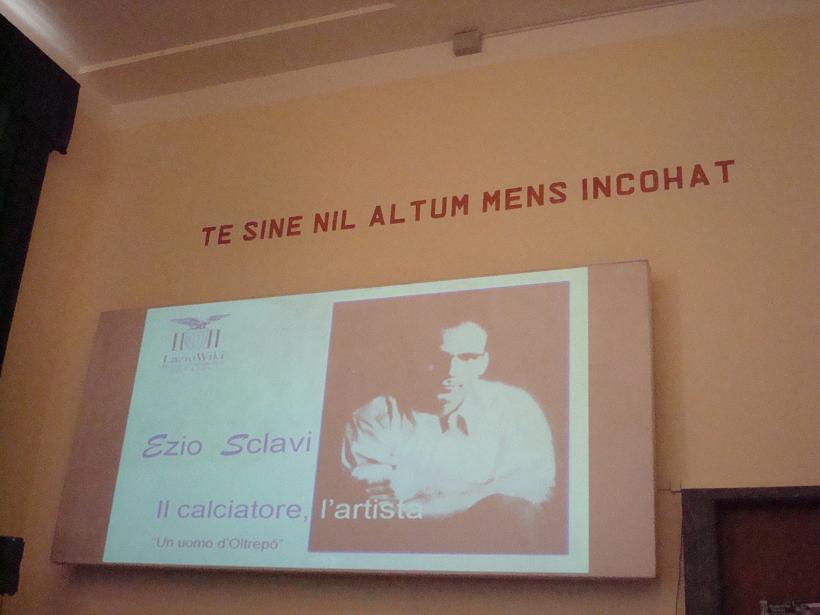 TE SINE NIL ALTUM MENS INCOHAT
LazioWiki
Ezio Sclavi
Il calciatore, l'artista
"Un uomo d'Oltrepò"